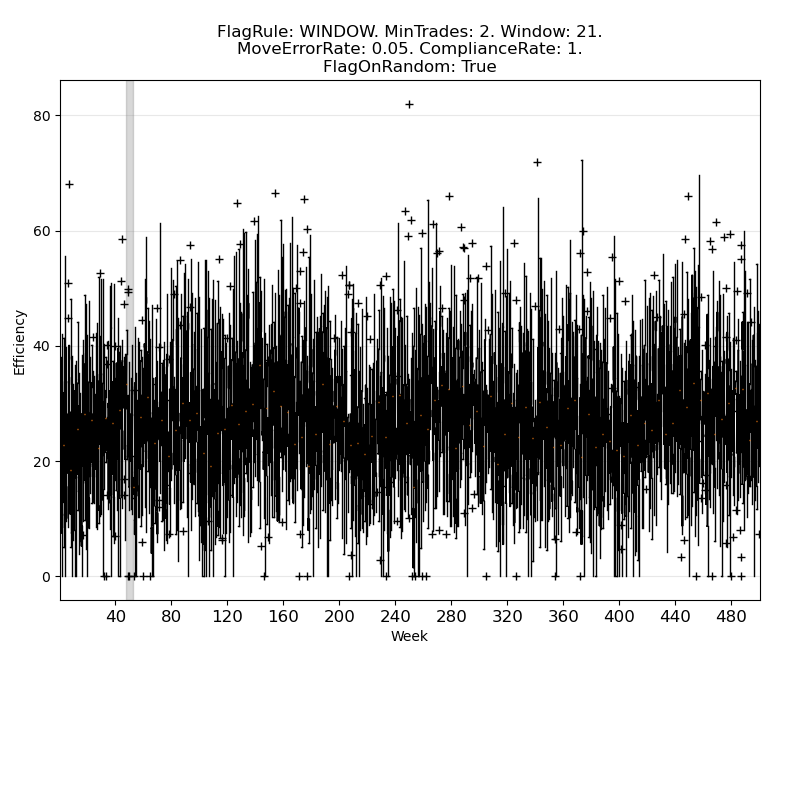 FlagRule: WINDOW. MinTrades: 2. Window: 21.
MoveErrorRate: 0.05. ComplianceRate: 1.
FlagOnRandom: True
80
60
40
20
0
Efficiency
40 80 120 160 200 240 280 320 360 400 440 480
Week